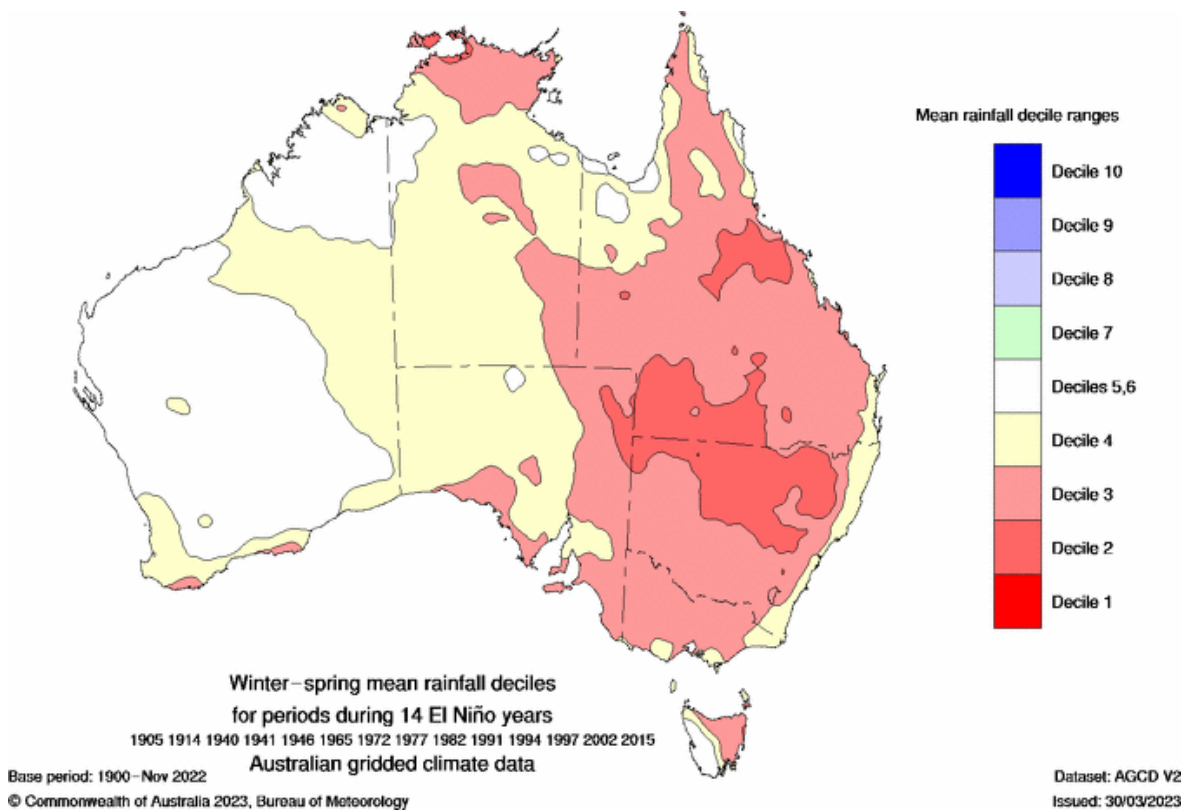 Mean rainfall decile ranges
Decile 10
Decile 9
Decile 8
Decile 7
Deciles 5,6
Decile 4
Decile 3
Decile 2
Decile 1
Winter-spring mean rainfall deciles
for periods during 14 El Niño years
1905 1914 1940 1941 1946 1965 1972 1977 1982 1991 1994 1997 2002 2015
Australian gridded climate data
Base period: 1900-Nov 2022
© Commonwealth of Australia 2023, Bureau of Meteorology
Dataset: AGCD V2
Issued: 30/03/2023